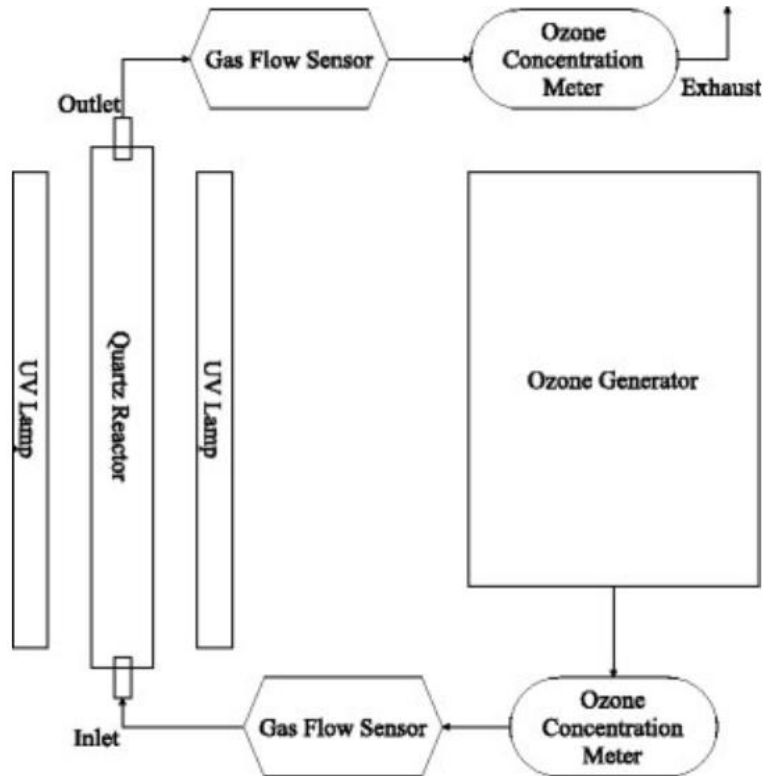 Gas Flow Sensor
Ozone
Concentration
Meter
Outlet
Exhaust
UV Lamp
Quartz Reactor
UV Lamp
Ozone Generator
Inlet
Gas Flow Sensor
Ozone
Concentration
Meter